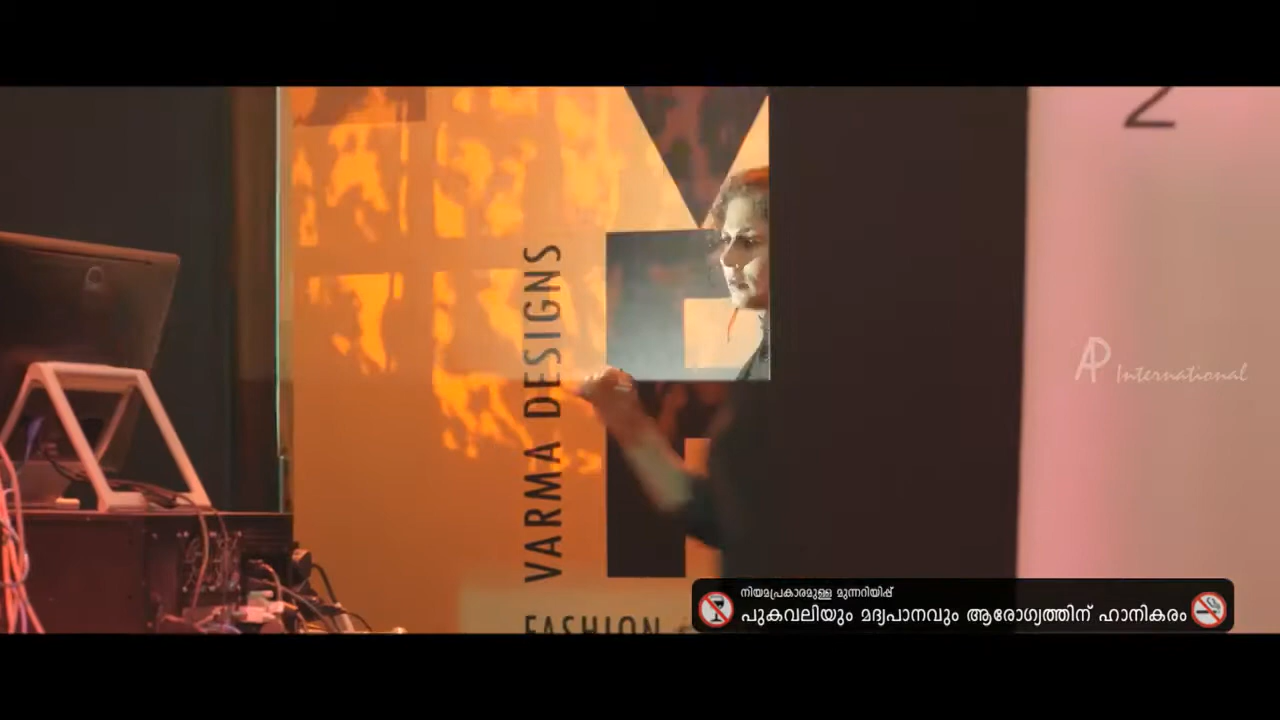 2
VARMA DESIGNS
FASHION
AP International
നിയമപ്രകാരമുള്ള മുന്നറിയിപ്പ്
പുകവലിയും മദ്യപാനവും ആരോഗ്യത്തിന് ഹാനികരം